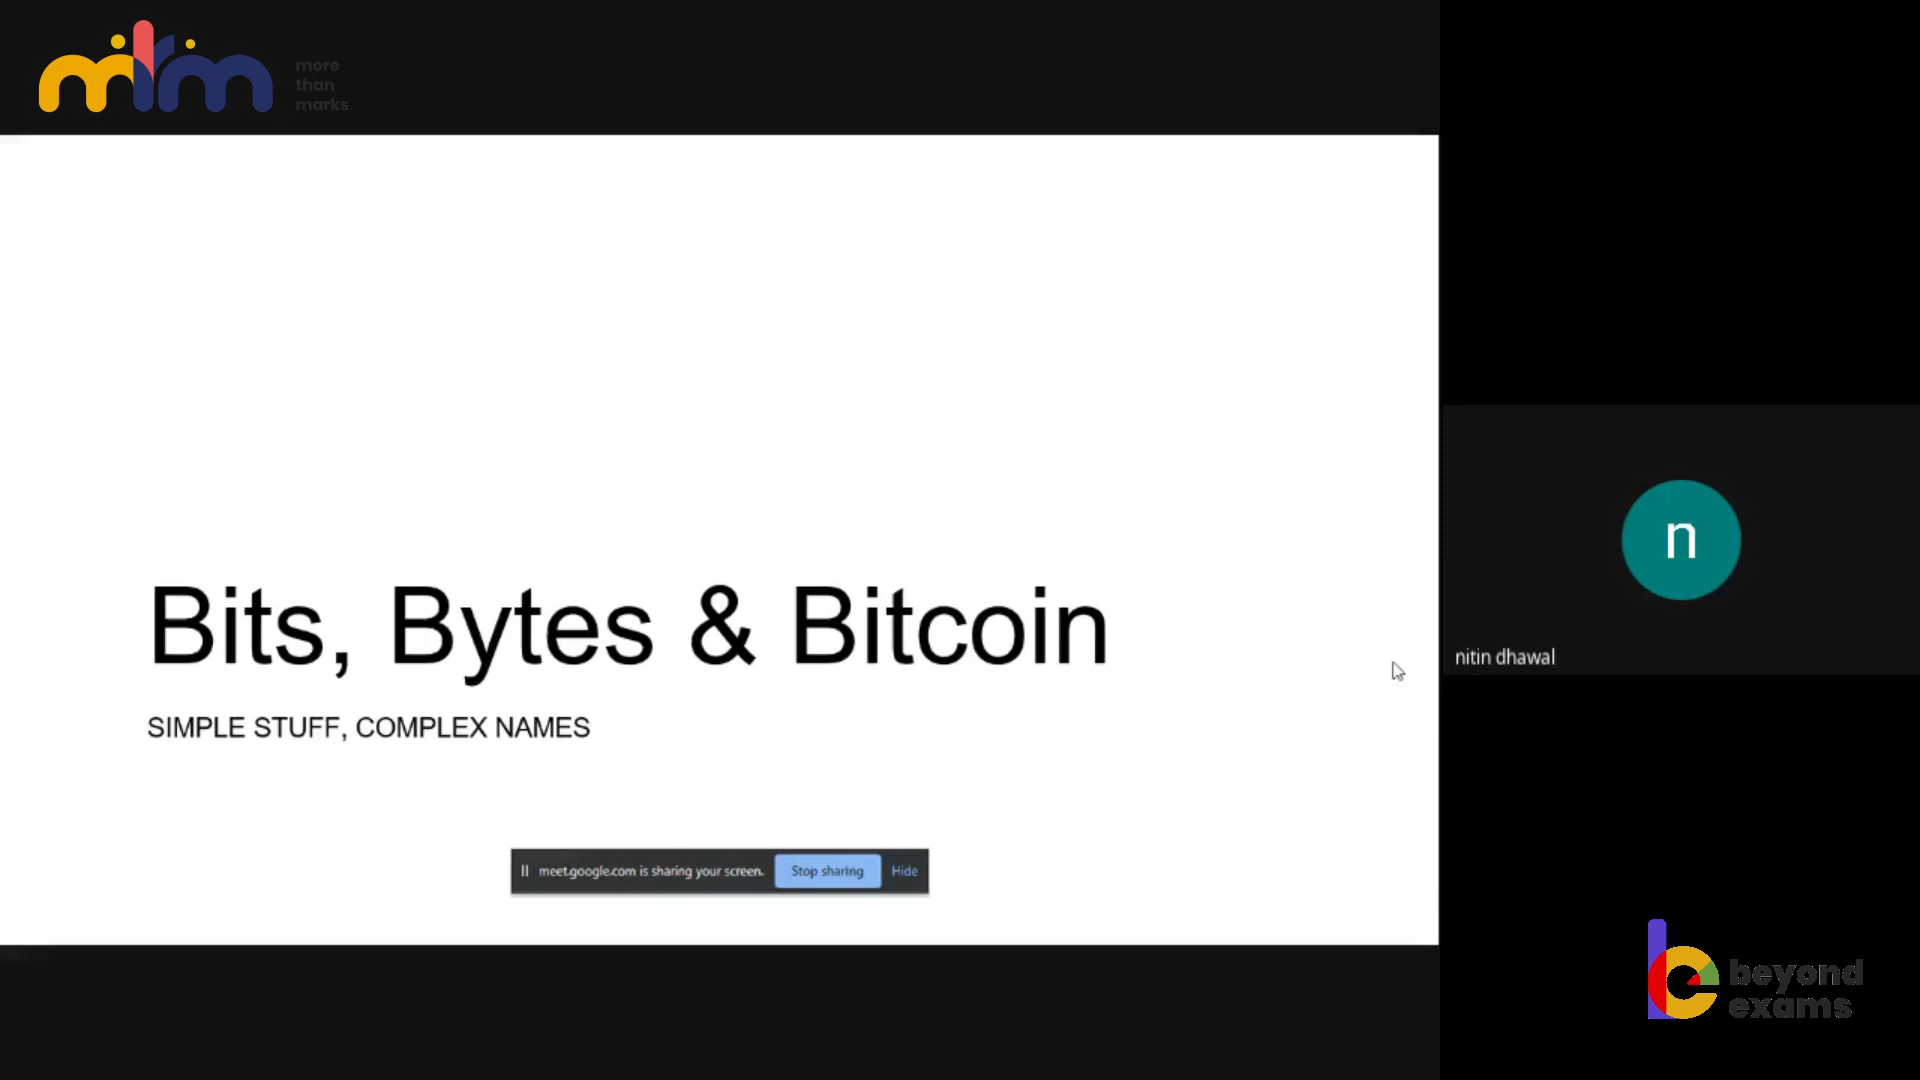 mtm
more
than
marks
Bits, Bytes & Bitcoin
SIMPLE STUFF, COMPLEX NAMES
meet.google.com is sharing your screen.
Stop sharing
Hide
n
nitin dhawal
beyond
exams